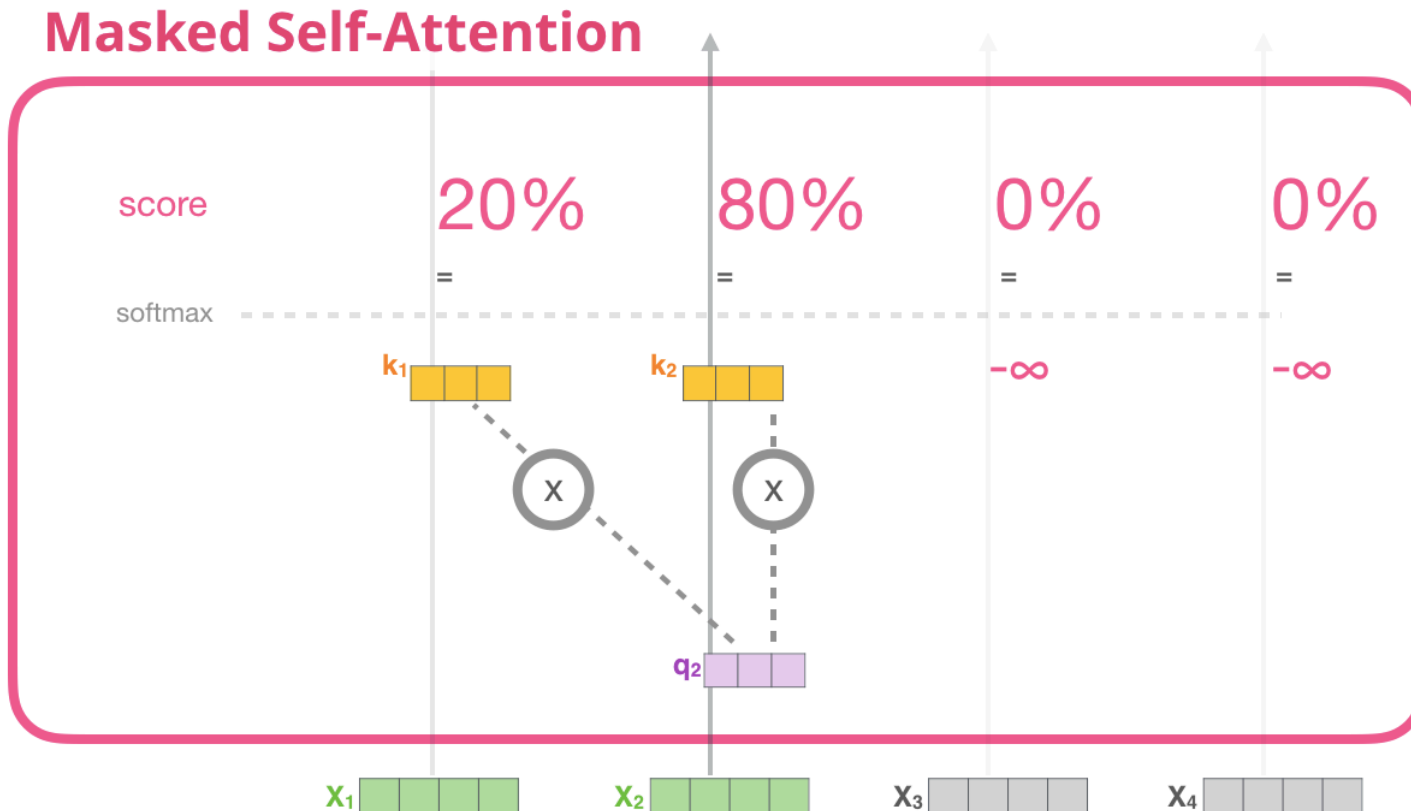 Masked Self-Attention
score 20% 80% 0% 0%
= = = =
softmax
k₁ k₂ -∞ -∞
x x
q₂
X₁ X₂ X₃ X₄